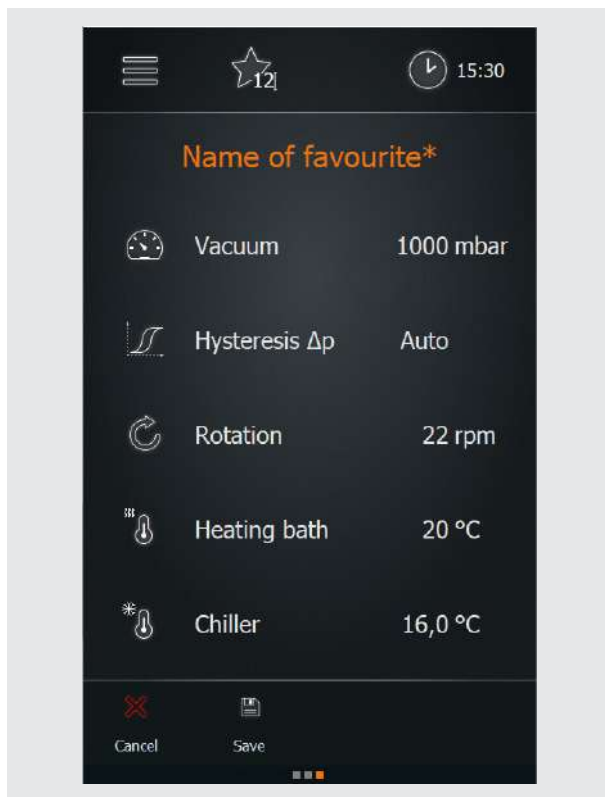 12
15:30
Name of favourite*
Vacuum 1000 mbar
Hysteresis Δp Auto
Rotation 22 rpm
Heating bath 20 °C
Chiller 16,0 °C
Cancel Save